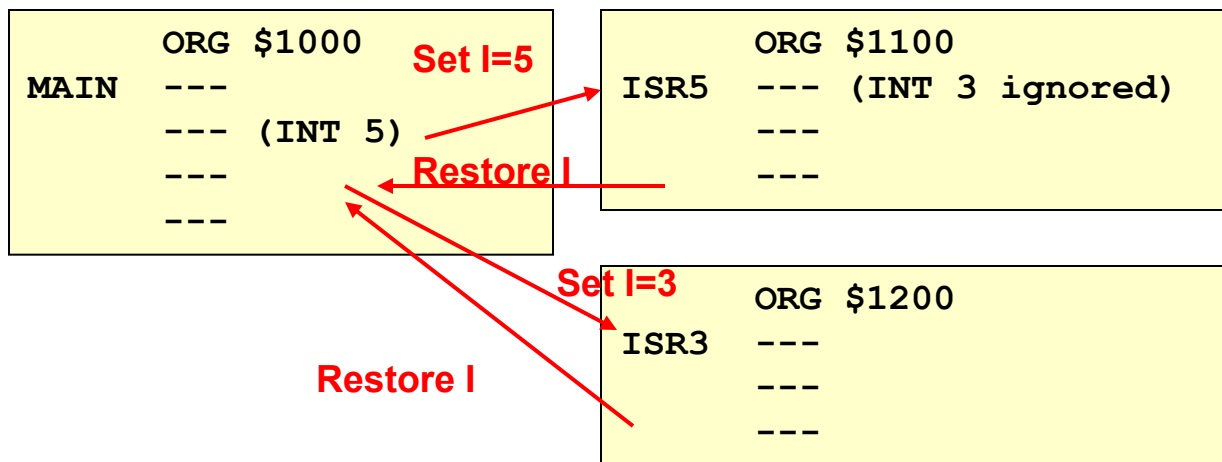 ORG $1000
MAIN ---
--- (INT 5)
---
---
Set I=5
Restore I
ORG $1100
ISR5 --- (INT 3 ignored)
---
---
Set I=3
Restore I
ORG $1200
ISR3 ---
---
---